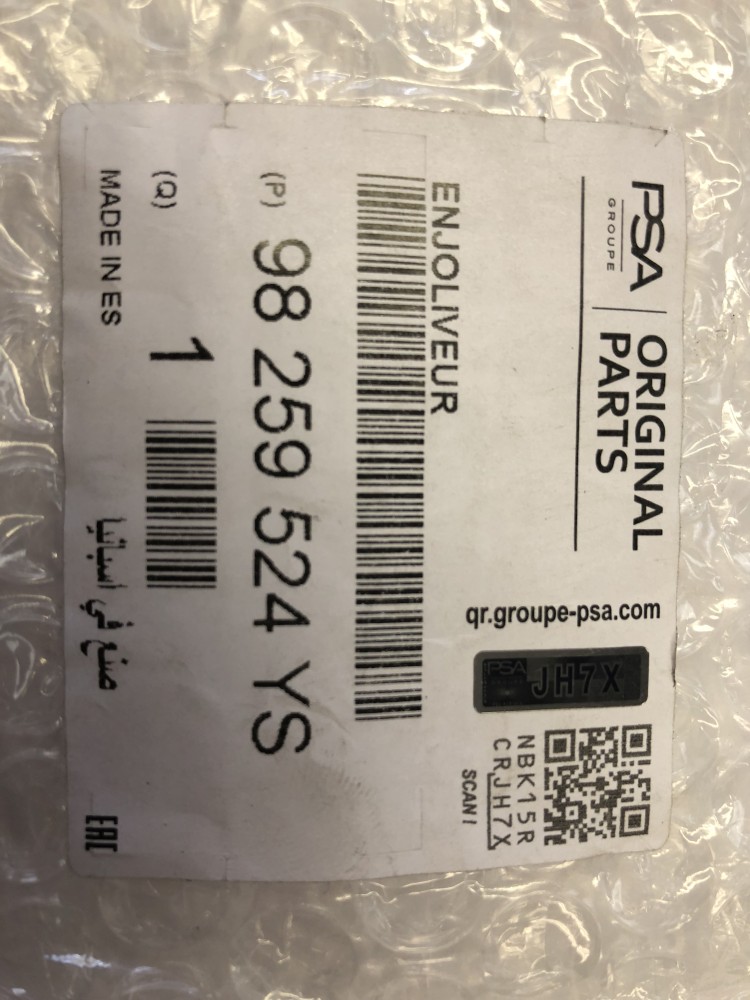 PSA
GROUPE
ORIGINAL
PARTS
qr.groupe-psa.com
PSA
JH7X
NBK15R
CRJH7X
SCAN !
ENJOLIVEUR
(P) 98 259 524 YS
(Q) 1
MADE IN ES
صنع في اسبانيا
EAC